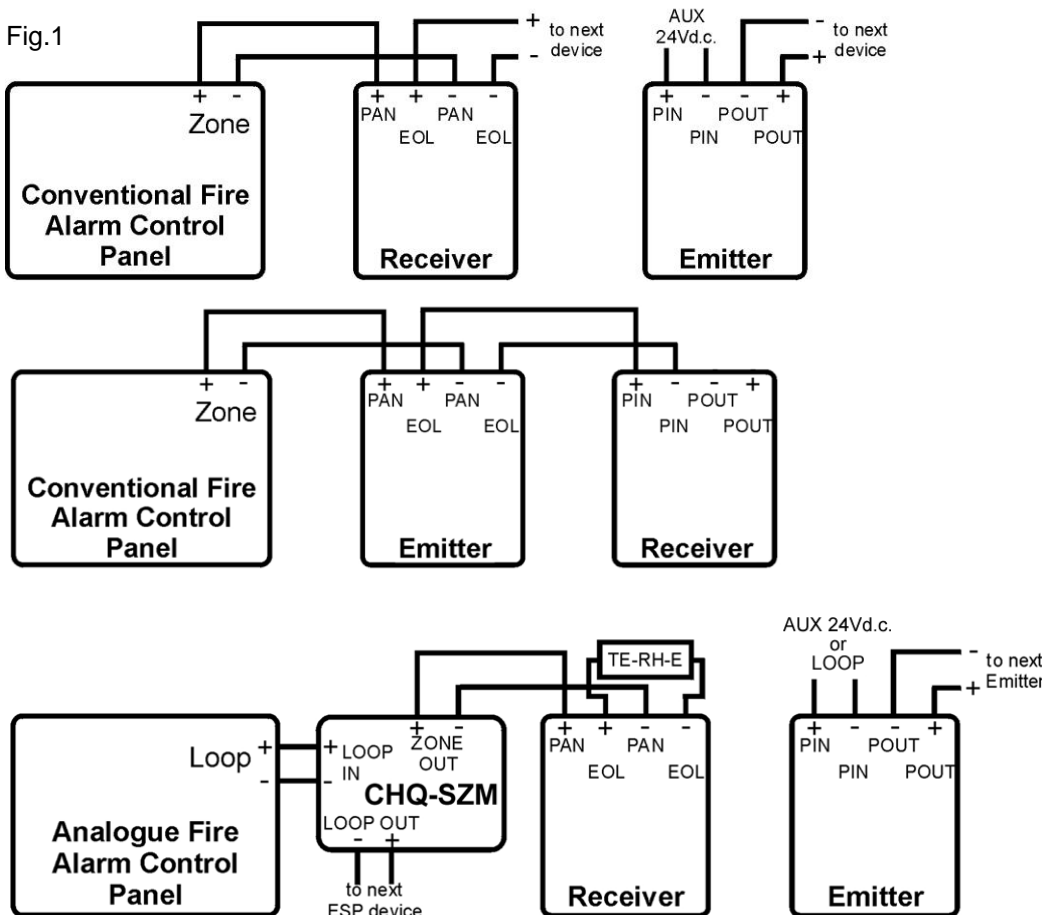 Fig.1
+ to next
- device
AUX
24Vd.c.
- to next
+ device
+ -
Zone
Conventional Fire
Alarm Control
Panel
+ + - -
PAN PAN
EOL EOL
Receiver
+ - - +
PIN POUT
PIN POUT
Emitter
+ -
Zone
Conventional Fire
Alarm Control
Panel
+ + - -
PAN PAN
EOL EOL
Emitter
+ - - +
PIN POUT
PIN POUT
Receiver
TE-RH-E
AUX 24Vd.c.
or
LOOP
- to next
+ Emitter
Loop +
-
Analogue Fire
Alarm Control
Panel
+ -
+ LOOP ZONE
- IN OUT
CHQ-SZM
LOOP OUT
- +
to next
ESP device
+ + - -
PAN PAN
EOL EOL
Receiver
+ - - +
PIN POUT
PIN POUT
Emitter